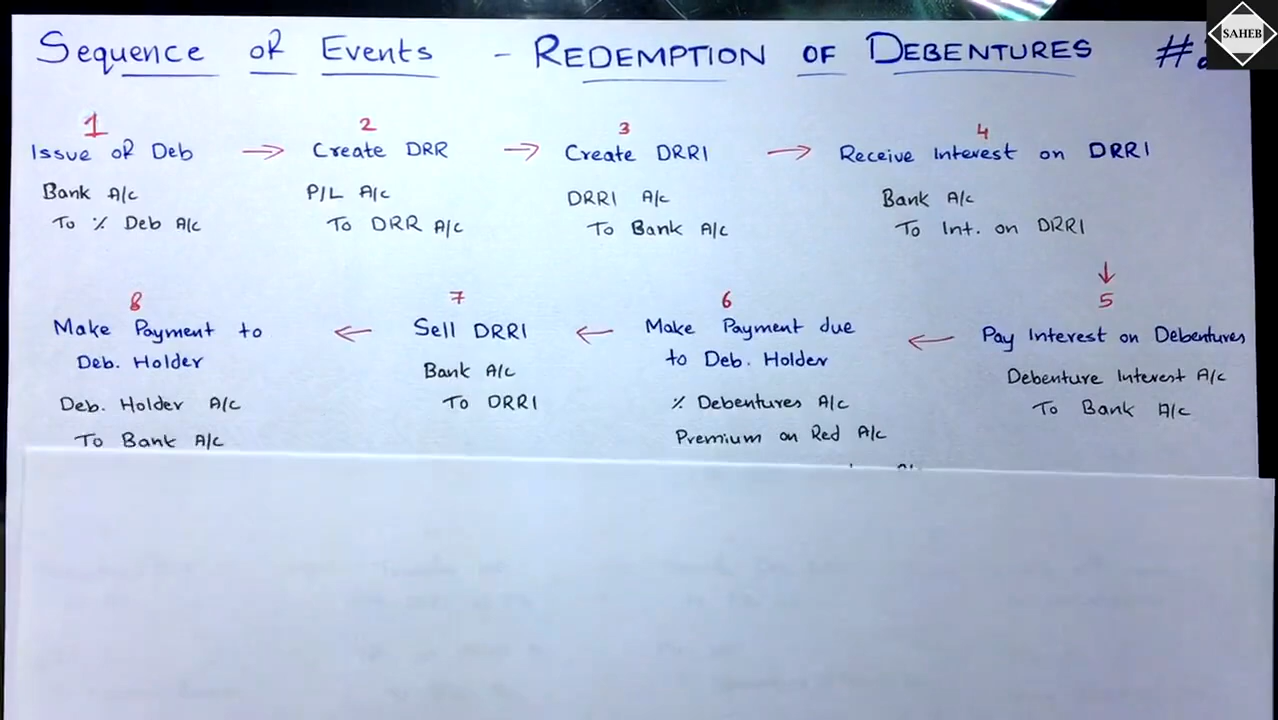 Sequence of Events - REDEMPTION OF DEBENTURES
SAHEB
1
Issue of Deb
Bank A/c
To % Deb A/c
2
Create DRR
P/L A/c
To DRR A/c
3
Create DRRI
DRRI A/c
To Bank A/c
4
Receive Interest on DRRI
Bank A/c
To Int. on DRRI
5
Pay Interest on Debentures
Debenture Interest A/c
To Bank A/c
6
Make Payment due
to Deb. Holder
% Debentures A/c
Premium on Red A/c
7
Sell DRRI
Bank A/c
To DRRI
8
Make Payment to
Deb. Holder
Deb. Holder A/c
To Bank A/c